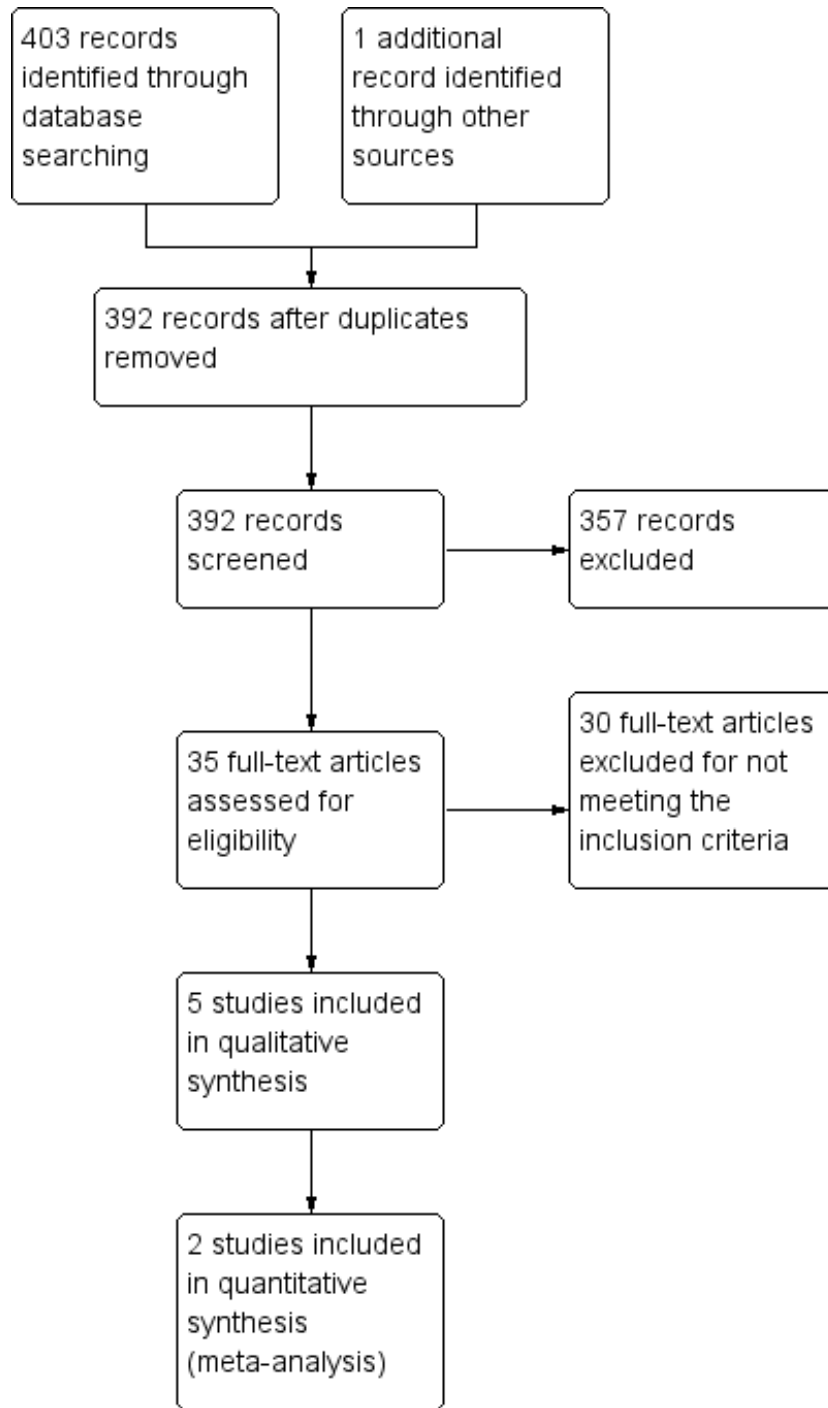 403 records
identified through
database
searching
1 additional
record identified
through other
sources
392 records after duplicates
removed
392 records
screened
357 records
excluded
35 full-text articles
assessed for
eligibility
30 full-text articles
excluded for not
meeting the
inclusion criteria
5 studies included
in qualitative
synthesis
2 studies included
in quantitative
synthesis
(meta-analysis)